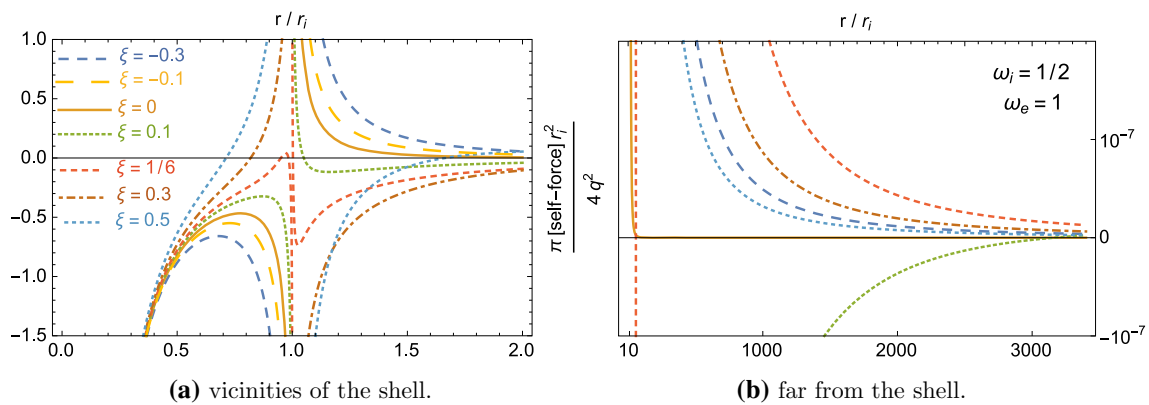 r / r_i
1.0
0.5
0.0
−0.5
−1.0
−1.5
ξ = −0.3
ξ = −0.1
ξ = 0
ξ = 0.1
ξ = 1/6
ξ = 0.3
ξ = 0.5
0.0 0.5 1.0 1.5 2.0
(a) vicinities of the shell.
r / r_i
π [self−force] r_i^2
4 q^2
ω_i = 1/2
ω_e = 1
10^-7
0
−10^-7
10 1000 2000 3000
(b) far from the shell.